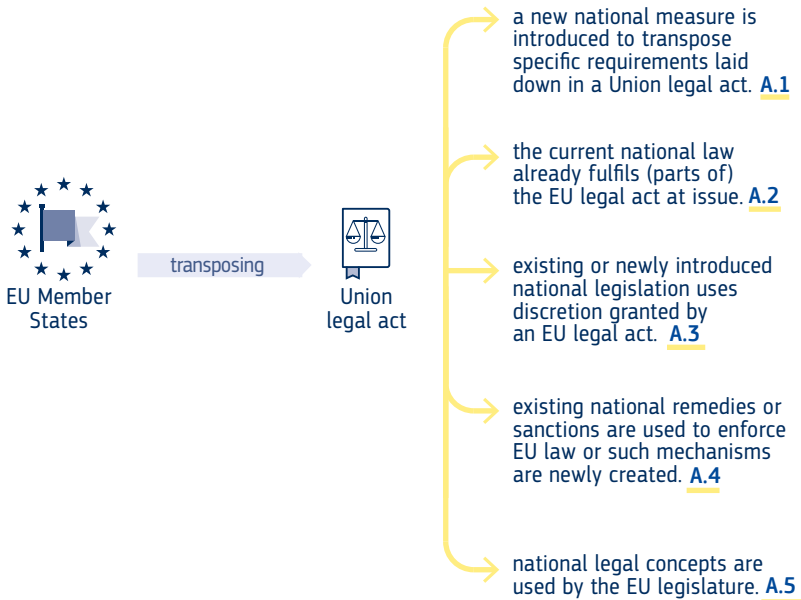 a new national measure is
introduced to transpose
specific requirements laid
down in a Union legal act. A.1
the current national law
already fulfils (parts of)
the EU legal act at issue. A.2
EU Member
States
transposing
Union
legal act
existing or newly introduced
national legislation uses
discretion granted by
an EU legal act. A.3
existing national remedies or
sanctions are used to enforce
EU law or such mechanisms
are newly created. A.4
national legal concepts are
used by the EU legislature. A.5